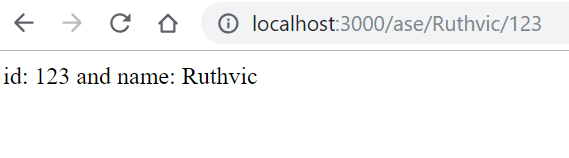 localhost:3000/ase/Ruthvic/123
id: 123 and name: Ruthvic